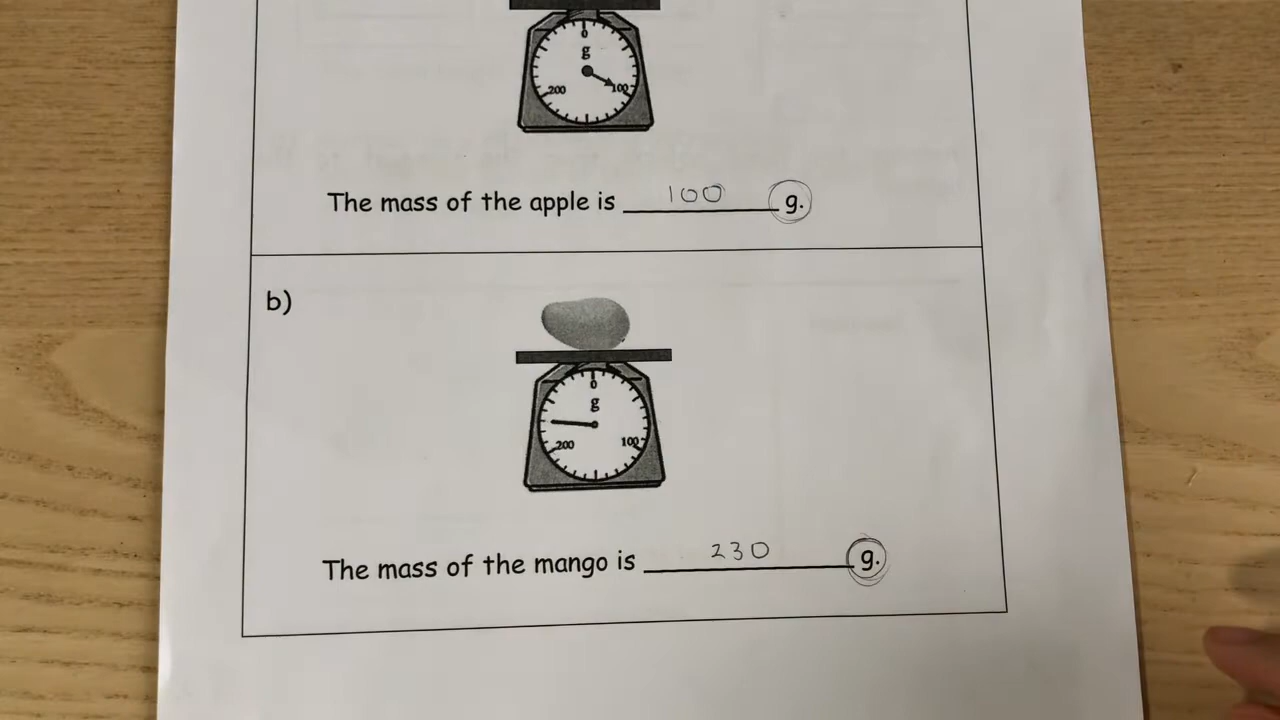 0
g
200 100
The mass of the apple is 100 g.
b)
0
g
200 100
The mass of the mango is 230 g.